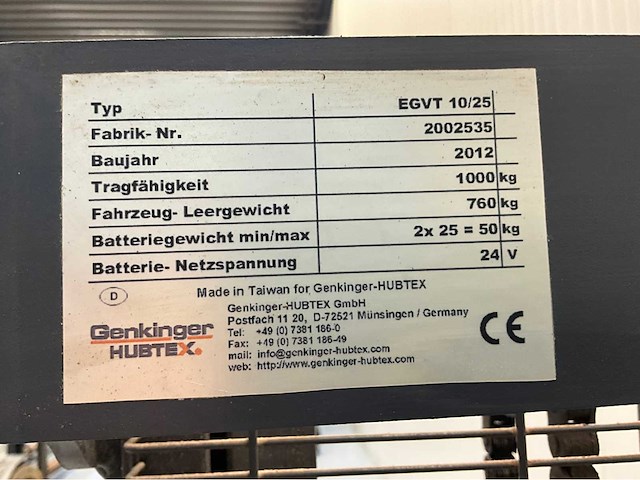 Typ EGVT 10/25
Fabrik- Nr. 2002535
Baujahr 2012
Tragfähigkeit 1000 kg
Fahrzeug- Leergewicht 760 kg
Batteriegewicht min/max 2x 25 = 50 kg
Batterie- Netzspannung 24 V
D Made in Taiwan for Genkinger-HUBTEX
Genkinger-HUBTEX GmbH
Postfach 11 20, D-72521 Münsingen / Germany
Tel: +49 (0) 7381 186-0
Fax: +49 (0) 7381 186-49
mail: info@genkinger-hubtex.com
web: http://www.genkinger-hubtex.com
Genkinger
HUBTEX
CE